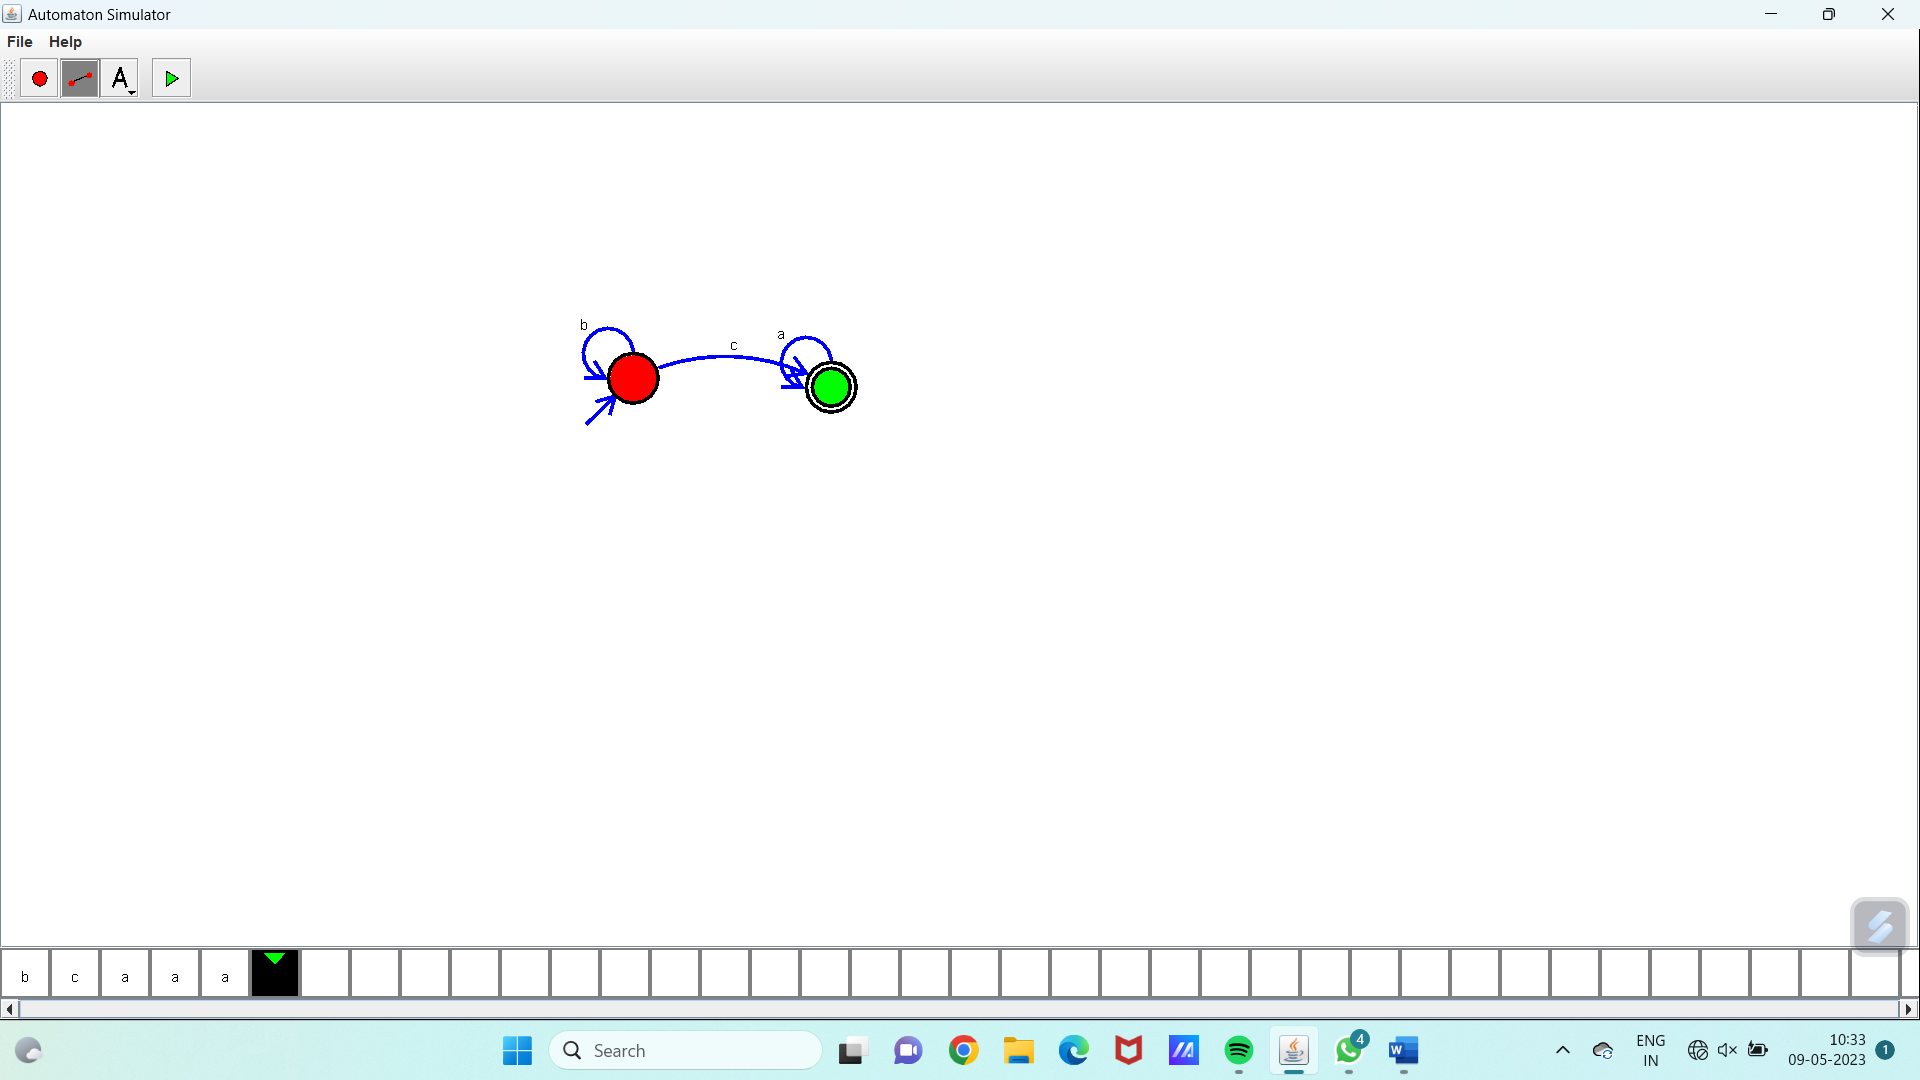 Automaton Simulator
File Help
A
b
c
a
b c a a a
Search
4
ENG
IN
10:33
09-05-2023
1